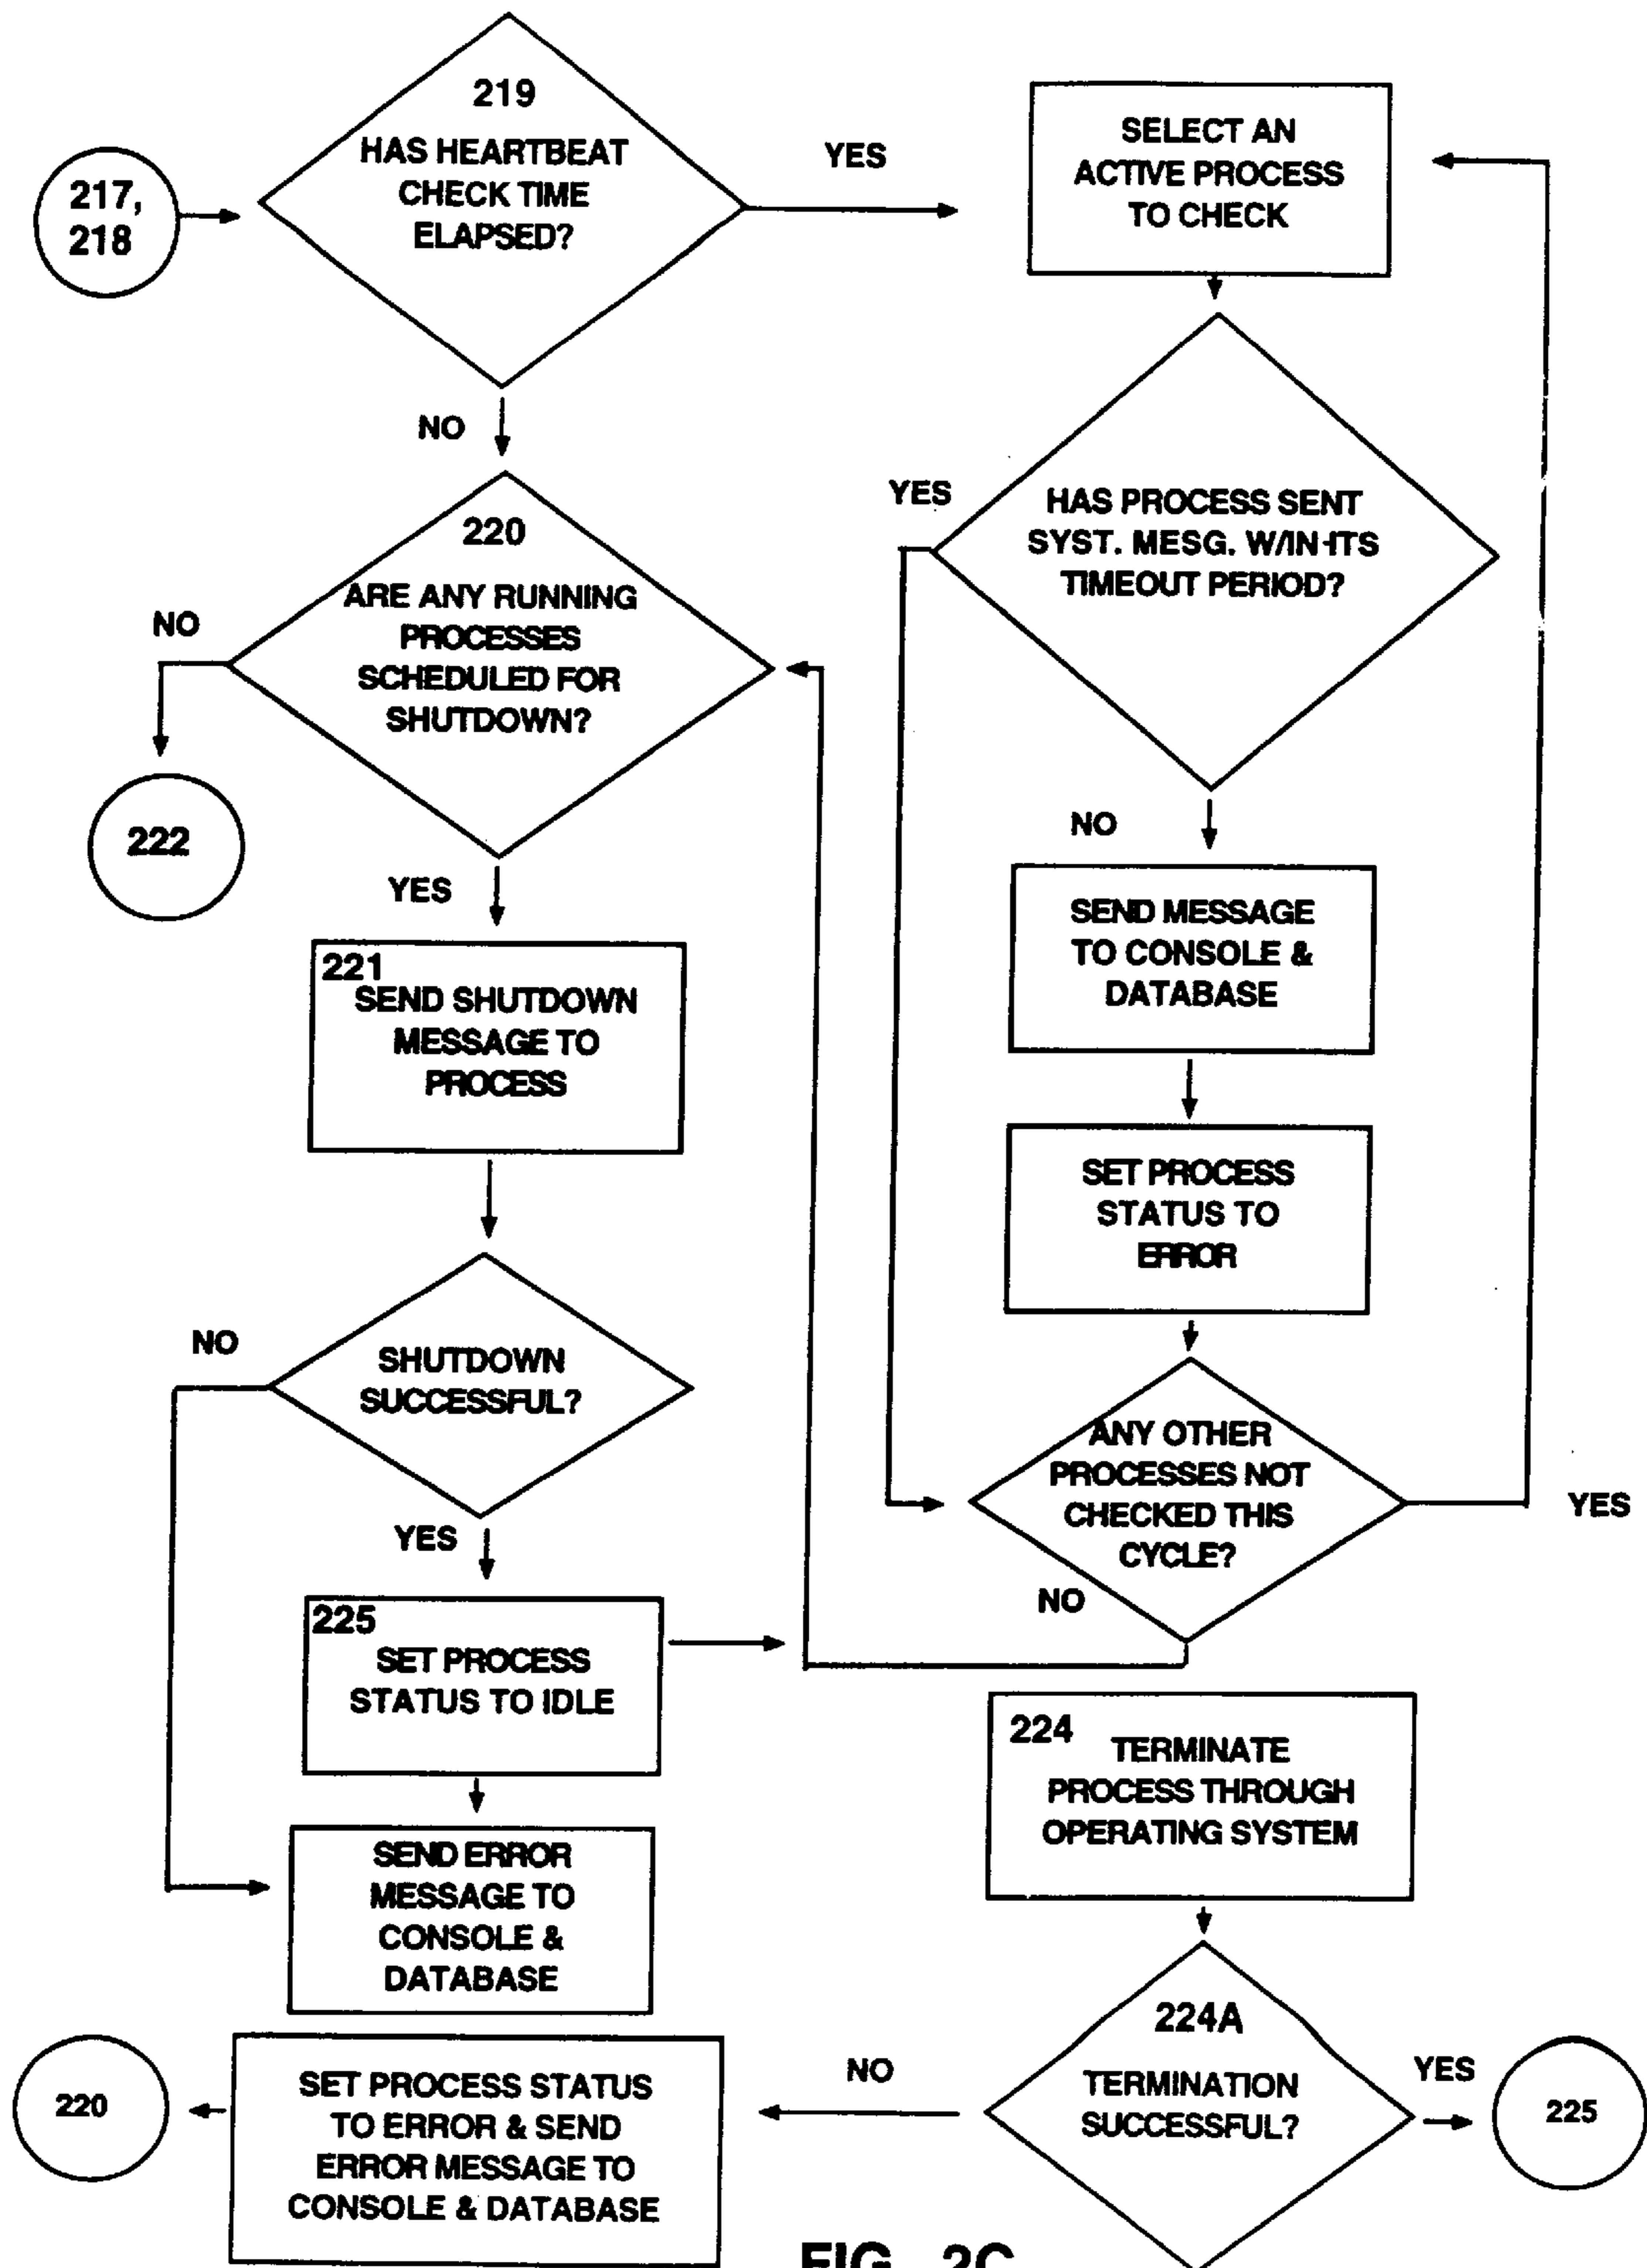 219
HAS HEARTBEAT
CHECK TIME
ELAPSED?
217,
218
YES
SELECT AN
ACTIVE PROCESS
TO CHECK
NO
220
ARE ANY RUNNING
PROCESSES
SCHEDULED FOR
SHUTDOWN?
NO
222
YES
YES
HAS PROCESS SENT
SYST. MESG. W/IN ITS
TIMEOUT PERIOD?
NO
221
SEND SHUTDOWN
MESSAGE TO
PROCESS
SEND MESSAGE
TO CONSOLE &
DATABASE
SET PROCESS
STATUS TO
ERROR
NO
SHUTDOWN
SUCCESSFUL?
YES
ANY OTHER
PROCESSES NOT
CHECKED THIS
CYCLE?
YES
NO
225
SET PROCESS
STATUS TO IDLE
SEND ERROR
MESSAGE TO
CONSOLE &
DATABASE
224
TERMINATE
PROCESS THROUGH
OPERATING SYSTEM
224A
TERMINATION
SUCCESSFUL?
YES
225
NO
SET PROCESS STATUS
TO ERROR & SEND
ERROR MESSAGE TO
CONSOLE & DATABASE
220
FIG. 2C